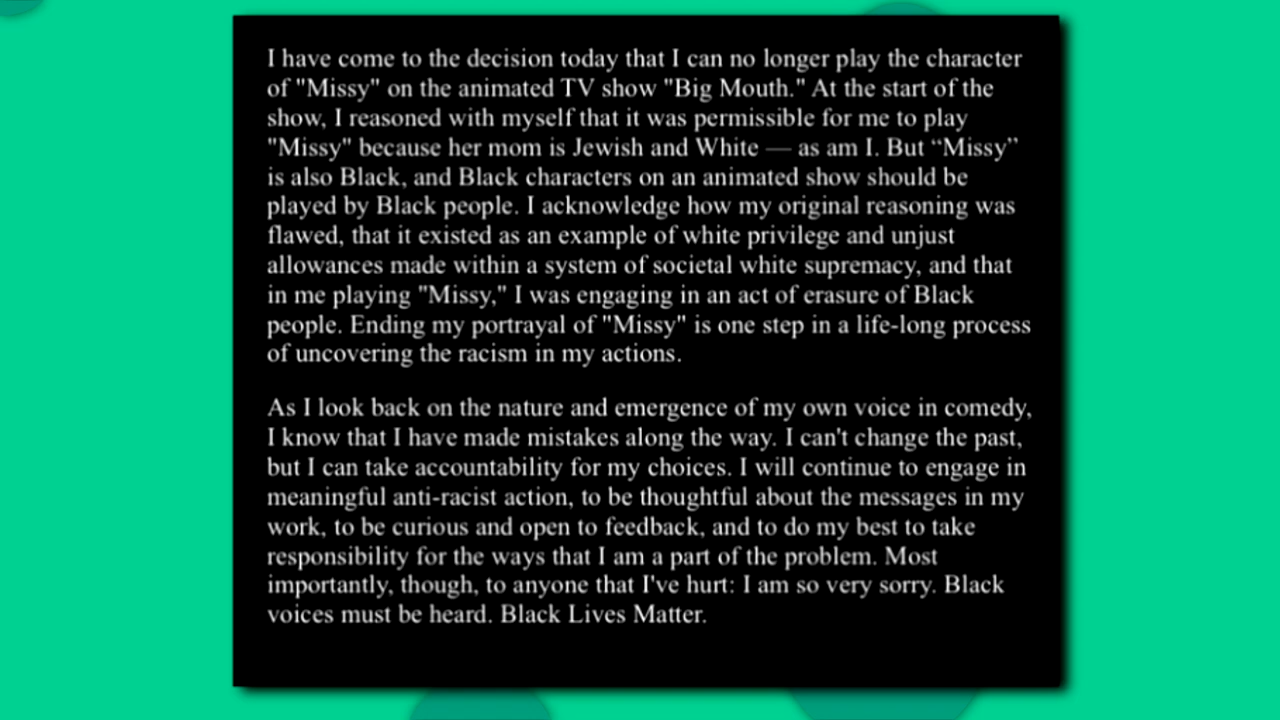 I have come to the decision today that I can no longer play the character
of "Missy" on the animated TV show "Big Mouth." At the start of the
show, I reasoned with myself that it was permissible for me to play
"Missy" because her mom is Jewish and White — as am I. But “Missy”
is also Black, and Black characters on an animated show should be
played by Black people. I acknowledge how my original reasoning was
flawed, that it existed as an example of white privilege and unjust
allowances made within a system of societal white supremacy, and that
in me playing "Missy," I was engaging in an act of erasure of Black
people. Ending my portrayal of "Missy" is one step in a life-long process
of uncovering the racism in my actions.
As I look back on the nature and emergence of my own voice in comedy,
I know that I have made mistakes along the way. I can't change the past,
but I can take accountability for my choices. I will continue to engage in
meaningful anti-racist action, to be thoughtful about the messages in my
work, to be curious and open to feedback, and to do my best to take
responsibility for the ways that I am a part of the problem. Most
importantly, though, to anyone that I've hurt: I am so very sorry. Black
voices must be heard. Black Lives Matter.